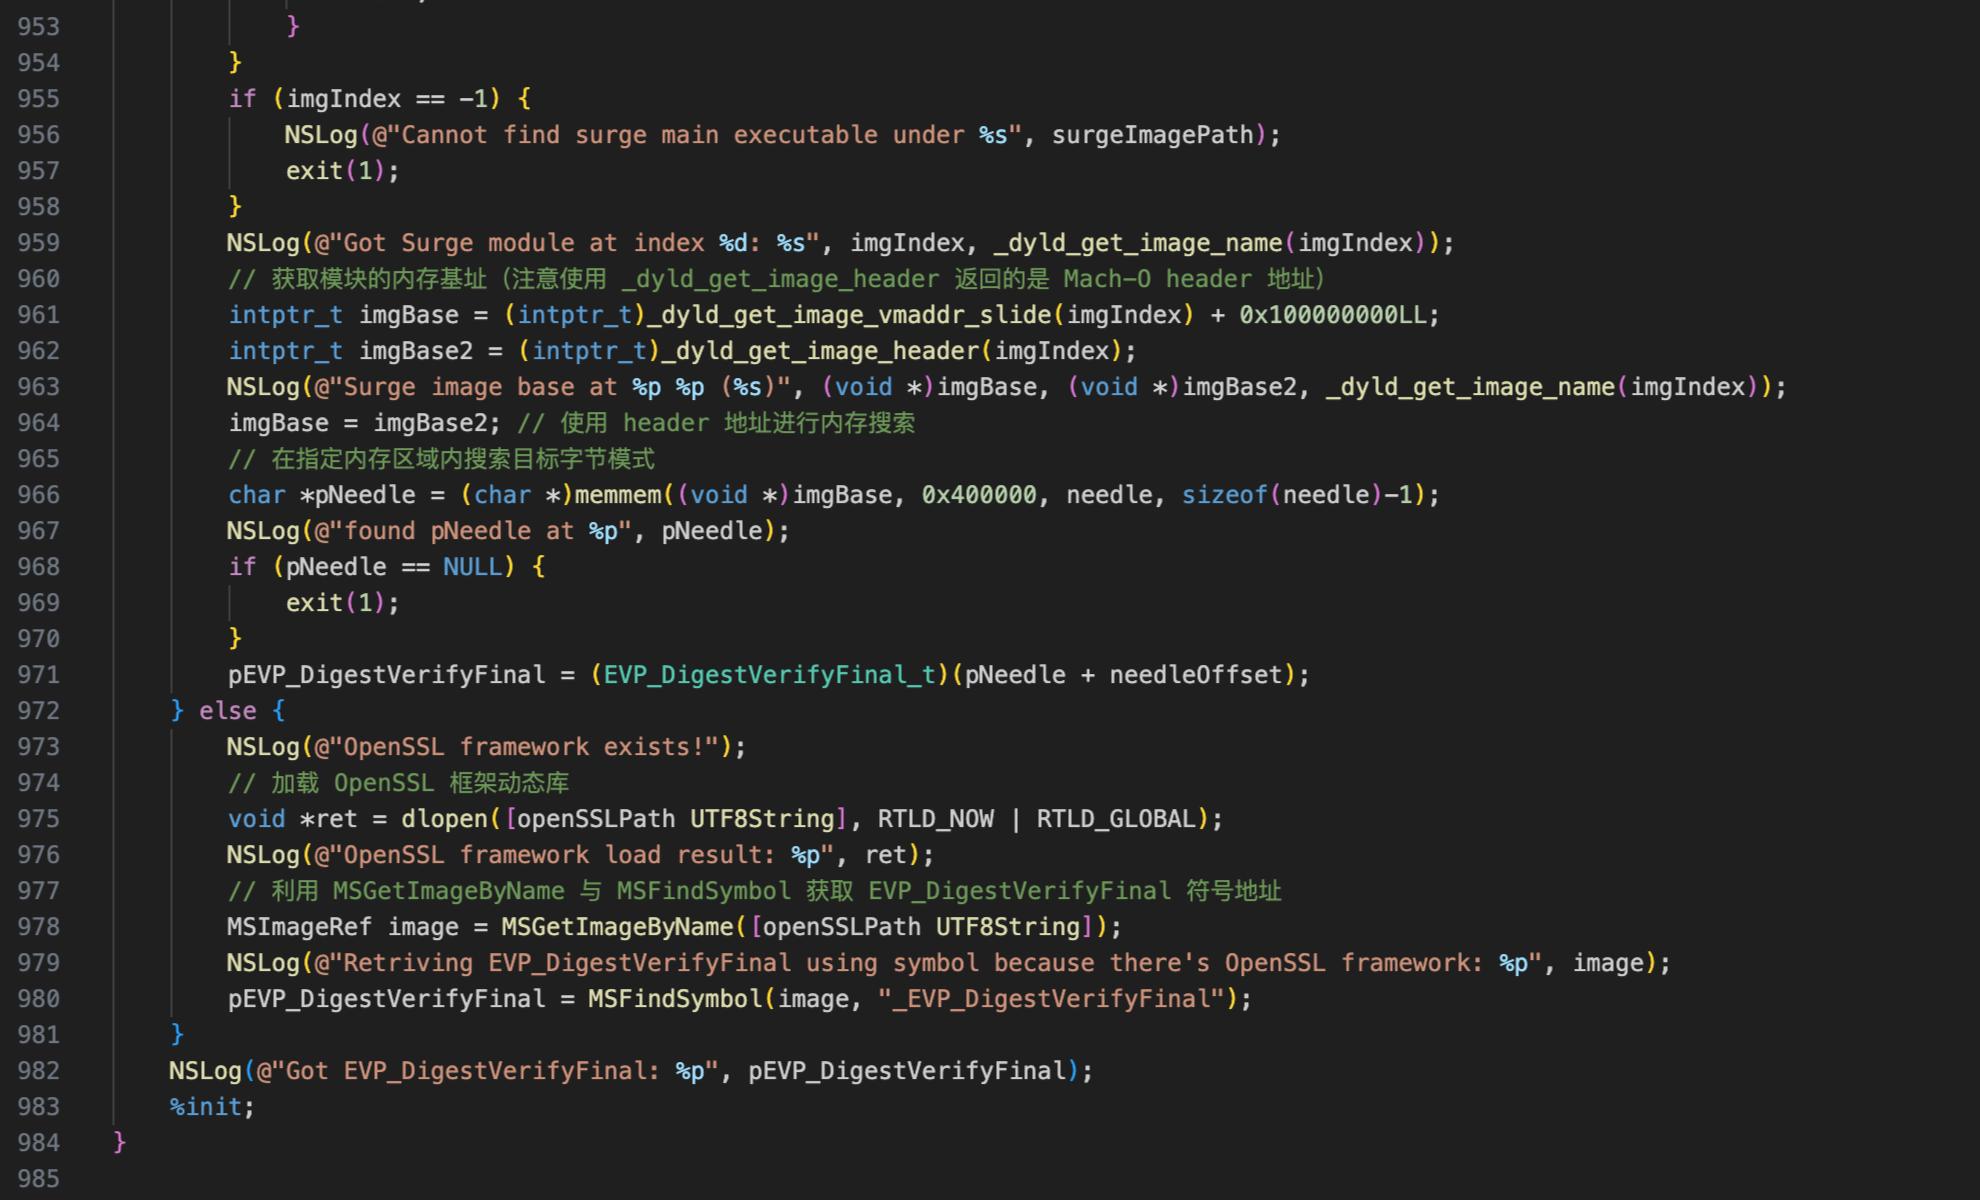 953 }
954 }
955 if (imgIndex == -1) {
956 NSLog(@"Cannot find surge main executable under %s", surgeImagePath);
957 exit(1);
958 }
959 NSLog(@"Got Surge module at index %d: %s", imgIndex, _dyld_get_image_name(imgIndex));
960 // 获取模块的内存基址（注意使用 _dyld_get_image_header 返回的是 Mach-O header 地址）
961 intptr_t imgBase = (intptr_t)_dyld_get_image_vmaddr_slide(imgIndex) + 0x100000000LL;
962 intptr_t imgBase2 = (intptr_t)_dyld_get_image_header(imgIndex);
963 NSLog(@"Surge image base at %p %p (%s)", (void *)imgBase, (void *)imgBase2, _dyld_get_image_name(imgIndex));
964 imgBase = imgBase2; // 使用 header 地址进行内存搜索
965 // 在指定内存区域内搜索目标字节模式
966 char *pNeedle = (char *)memmem((void *)imgBase, 0x400000, needle, sizeof(needle)-1);
967 NSLog(@"found pNeedle at %p", pNeedle);
968 if (pNeedle == NULL) {
969 exit(1);
970 }
971 pEVP_DigestVerifyFinal = (EVP_DigestVerifyFinal_t)(pNeedle + needleOffset);
972 } else {
973 NSLog(@"OpenSSL framework exists!");
974 // 加载 OpenSSL 框架动态库
975 void *ret = dlopen([openSSLPath UTF8String], RTLD_NOW | RTLD_GLOBAL);
976 NSLog(@"OpenSSL framework load result: %p", ret);
977 // 利用 MSGetImageByName 与 MSFindSymbol 获取 EVP_DigestVerifyFinal 符号地址
978 MSImageRef image = MSGetImageByName([openSSLPath UTF8String]);
979 NSLog(@"Retriving EVP_DigestVerifyFinal using symbol because there's OpenSSL framework: %p", image);
980 pEVP_DigestVerifyFinal = MSFindSymbol(image, "_EVP_DigestVerifyFinal");
981 }
982 NSLog(@"Got EVP_DigestVerifyFinal: %p", pEVP_DigestVerifyFinal);
983 %init;
984 }
985